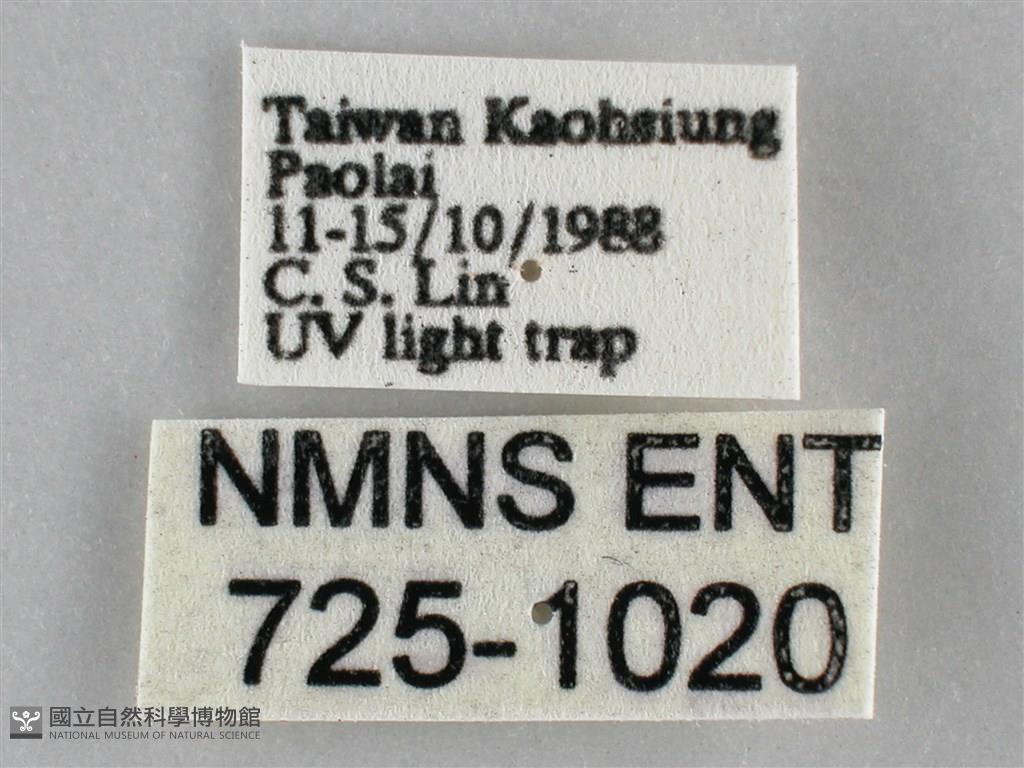 Taiwan Kaohsiung
Paolai
11-15/10/1988
C. S. Lin
UV light trap
NMNS ENT
725-1020
國立自然科學博物館
NATIONAL MUSEUM OF NATURAL SCIENCE